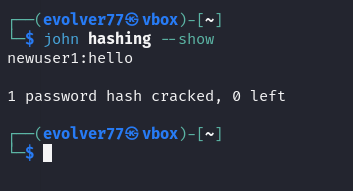 ┌──(evolver77㉿vbox)-[~]
└─$ john hashing --show
newuser1:hello

1 password hash cracked, 0 left

┌──(evolver77㉿vbox)-[~]
└─$